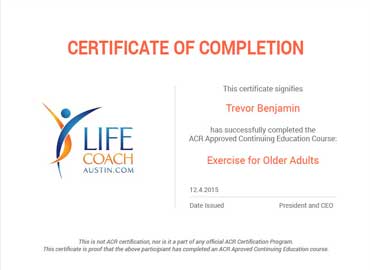 CERTIFICATE OF COMPLETION
This certificate signifies
Trevor Benjamin
has successfully completed the
ACR Approved Continuing Education Course:
Exercise for Older Adults
LIFE
COACH
AUSTIN.COM
12.4.2015
Date Issued President and CEO
This is not ACR certification, nor is it a part of any official ACR Certification Program.
This certificate is proof that the above participant has completed an ACR Aproved Continuing Education course.